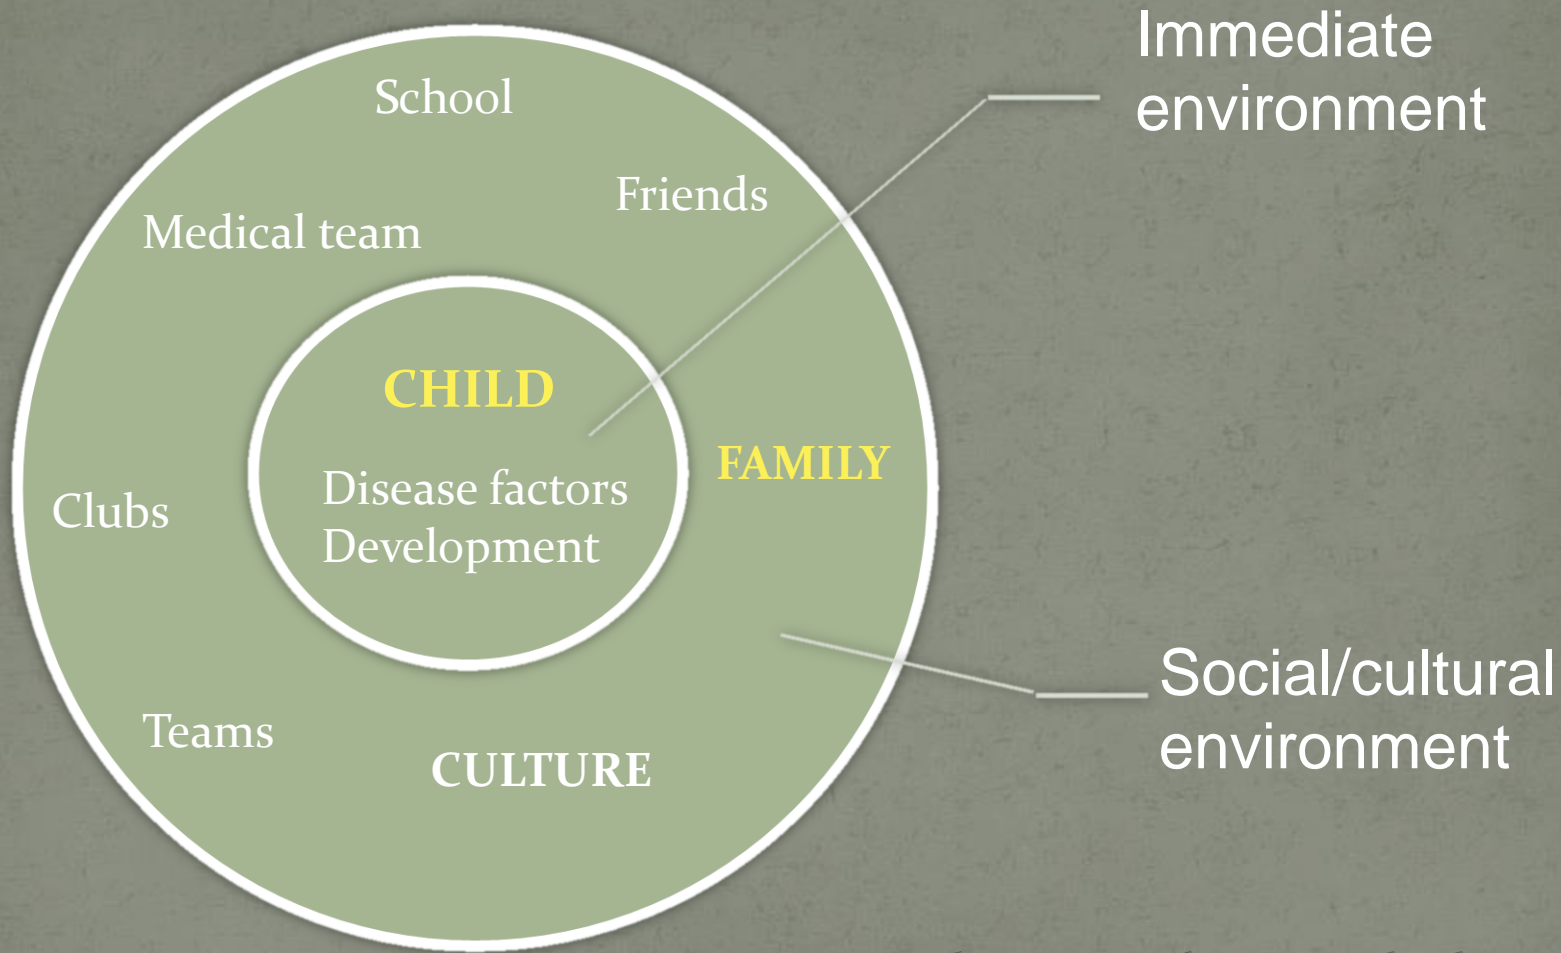 Immediate
environment
School
Friends
Medical team
CHILD
FAMILY
Disease factors
Development
Clubs
Social/cultural
environment
Teams
CULTURE